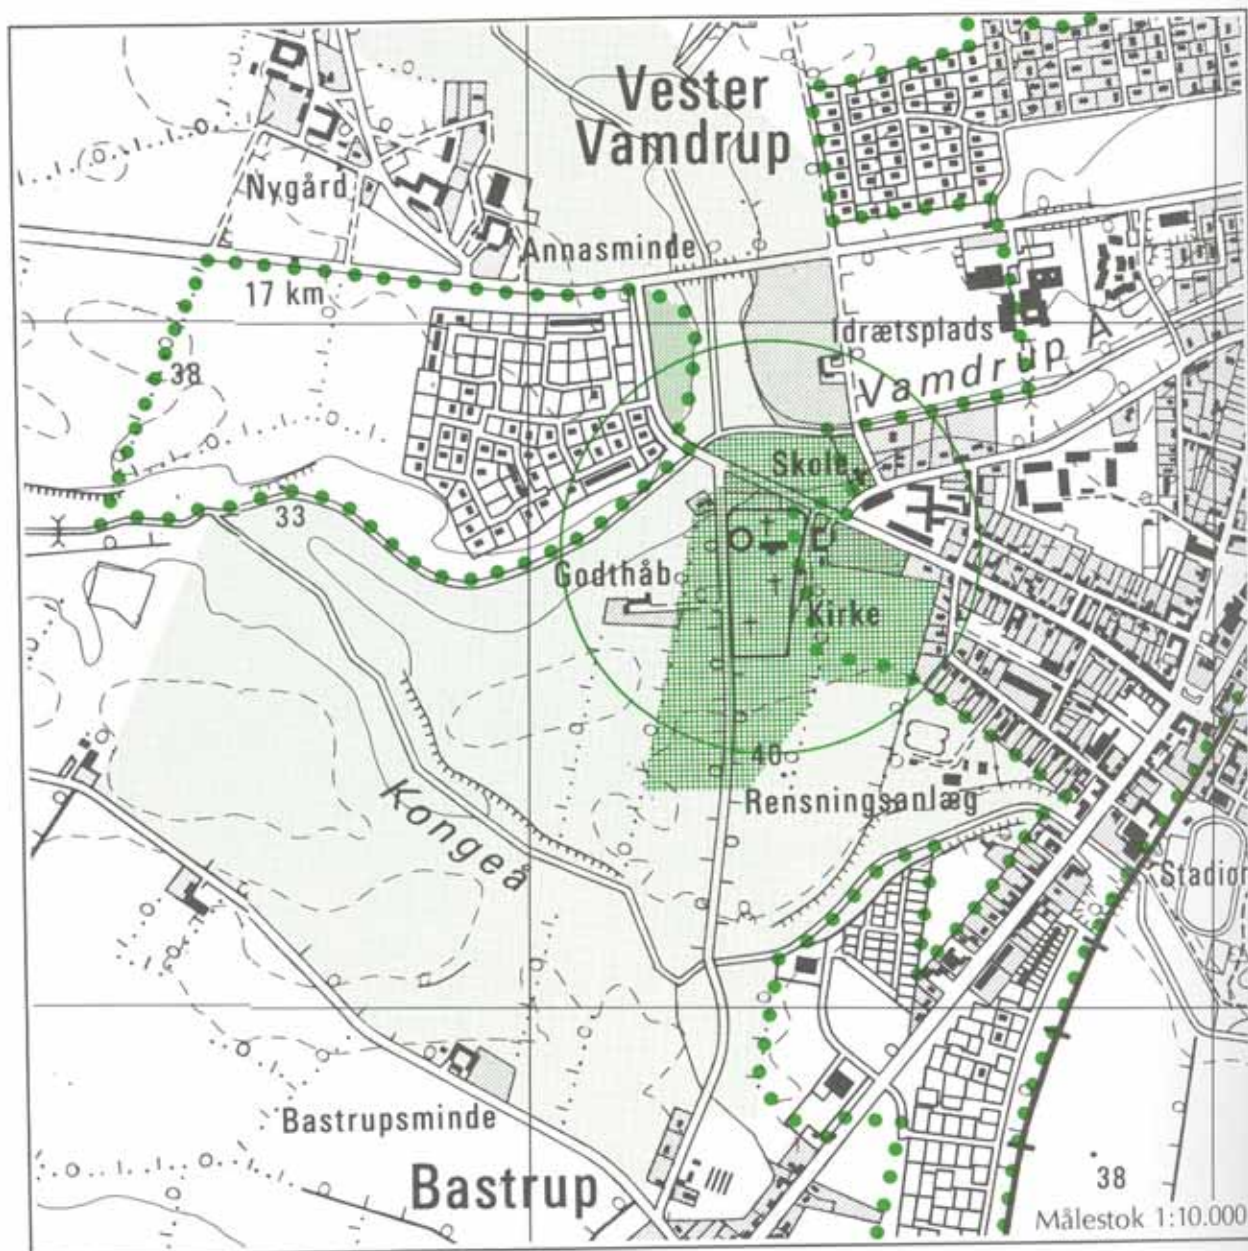 Vester
Vamdrup
Nygård
Annasminde
17 km
Idrætsplads
Vamdrup Å
38
Skole
33
Godthåb
Kirke
40
Rensningsanlæg
Kongeå
Stadion
Bastrupsminde
Bastrup
38
Målestok 1:10.000